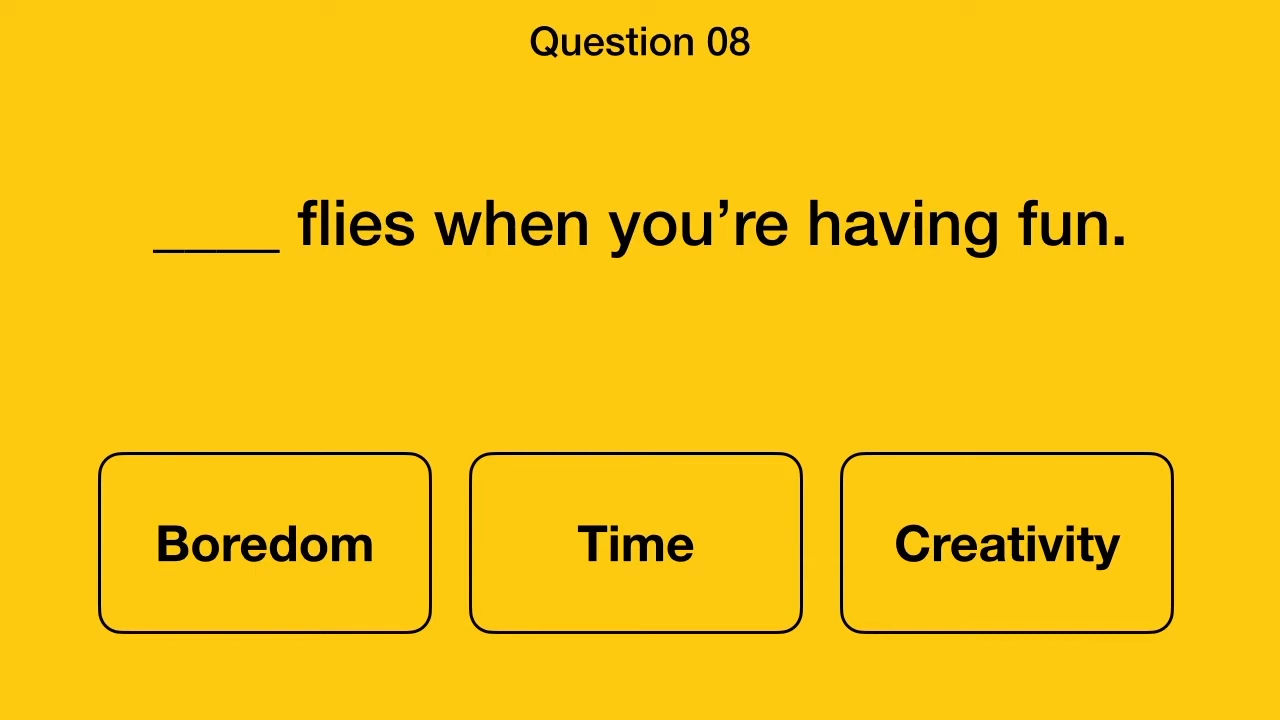 Question 08
____ flies when you’re having fun.
Boredom
Time
Creativity